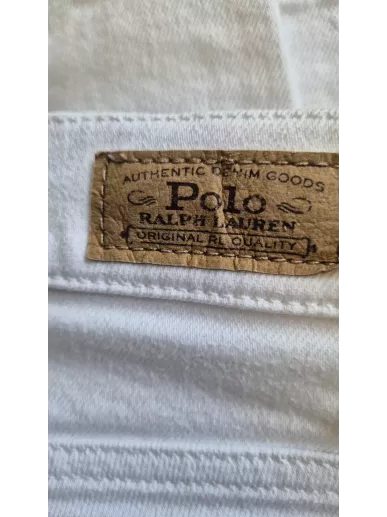 AUTHENTIC DENIM GOODS
Polo
RALPH LAUREN
ORIGINAL RL QUALITY